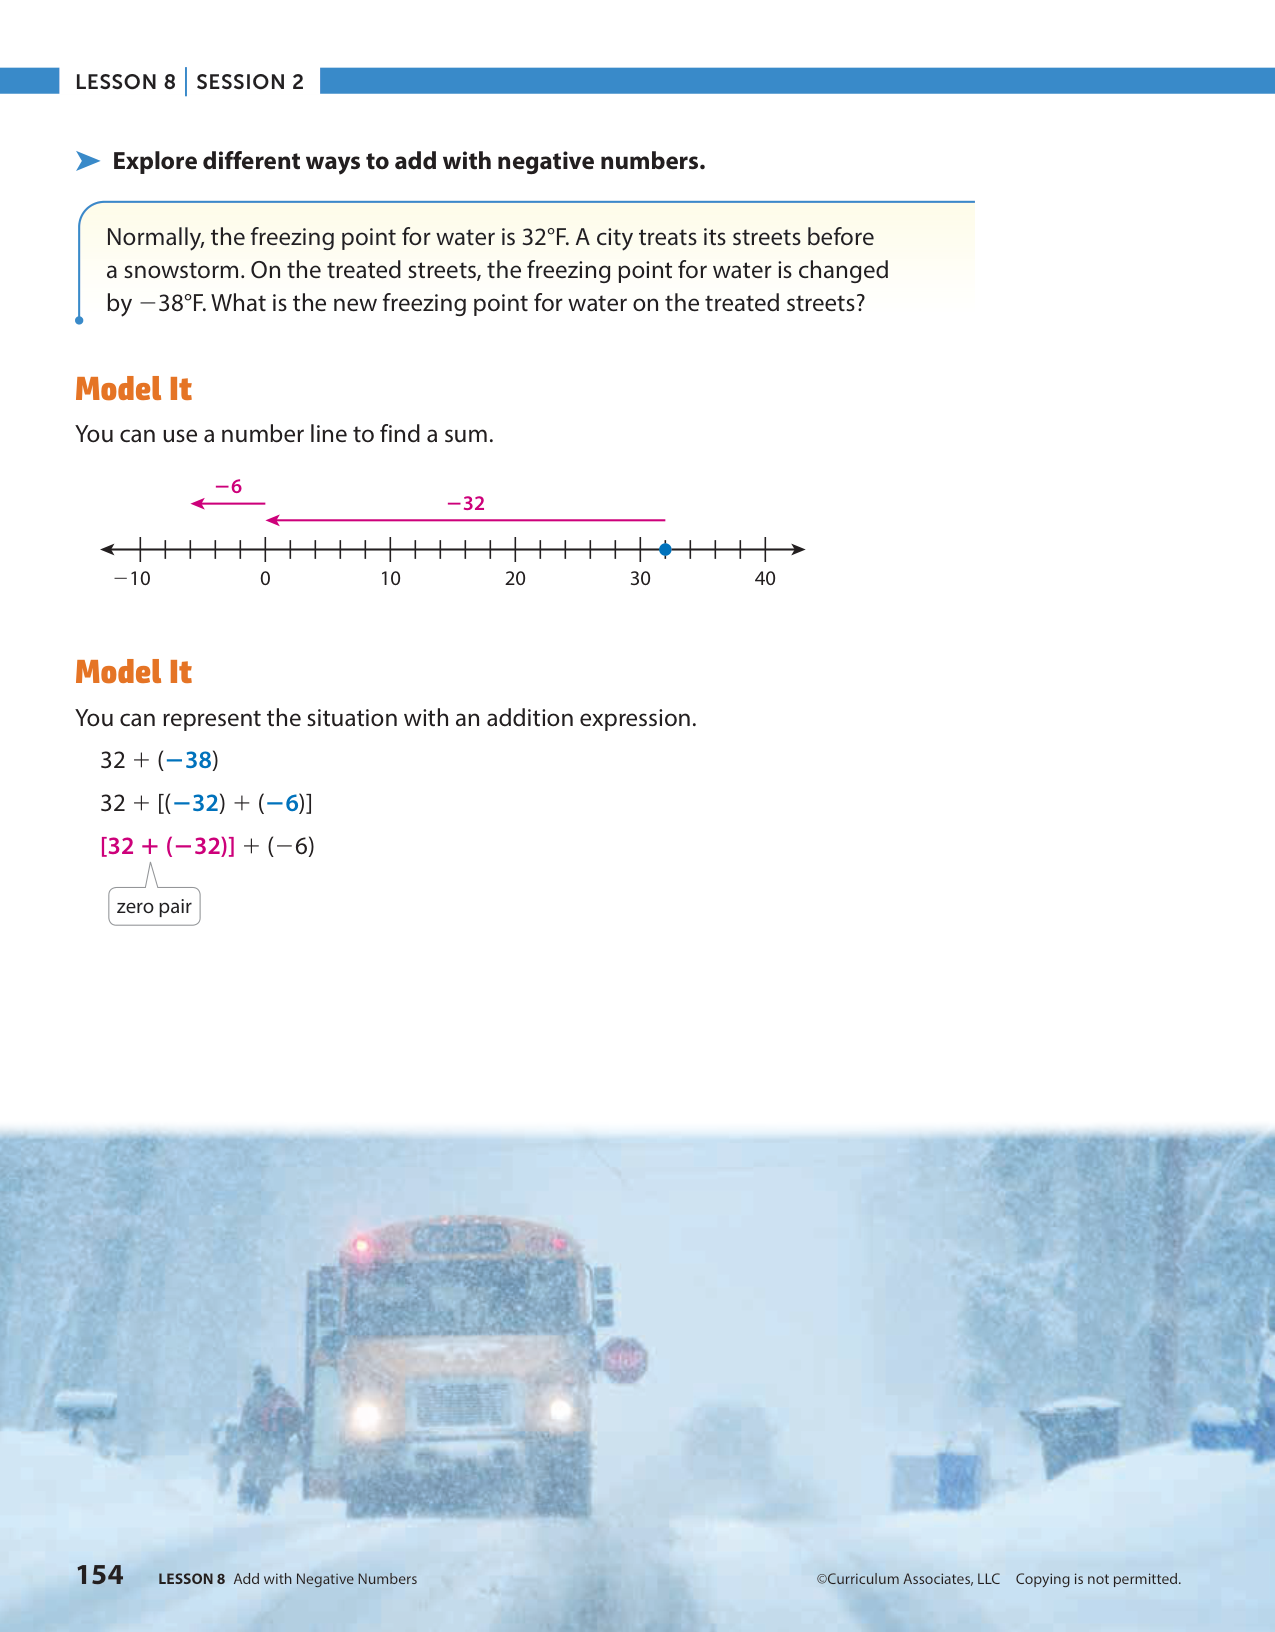 LESSON 8 | SESSION 2
➤ Explore different ways to add with negative numbers.
Normally, the freezing point for water is 32°F. A city treats its streets before
a snowstorm. On the treated streets, the freezing point for water is changed
by −38°F. What is the new freezing point for water on the treated streets?
Model It
You can use a number line to find a sum.
−6
−32
−10 0 10 20 30 40
Model It
You can represent the situation with an addition expression.
32 + (−38)
32 + [(−32) + (−6)]
[32 + (−32)] + (−6)
zero pair
STOP
154 LESSON 8 Add with Negative Numbers ©Curriculum Associates, LLC Copying is not permitted.